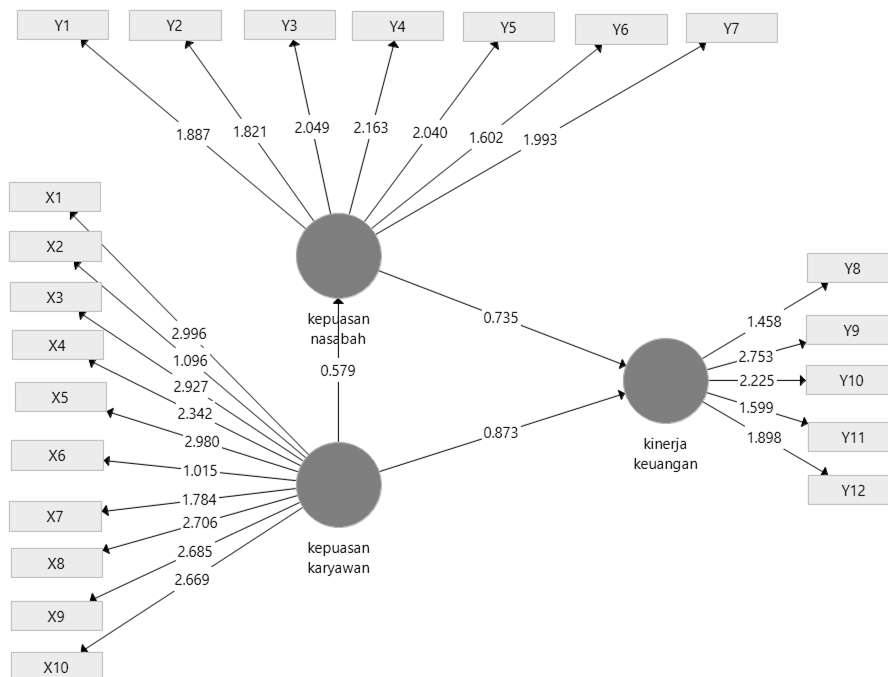 Y1
Y2
Y3
Y4
Y5
Y6
Y7
1.887
1.821
2.049
2.163
2.040
1.602
1.993
X1
X2
X3
X4
X5
X6
X7
X8
X9
X10
2.996
1.096
2.927
2.342
2.980
1.015
1.784
2.706
2.685
2.669
kepuasan
nasabah
0.579
kepuasan
karyawan
0.735
0.873
kinerja
keuangan
1.458
2.753
2.225
1.599
1.898
Y8
Y9
Y10
Y11
Y12